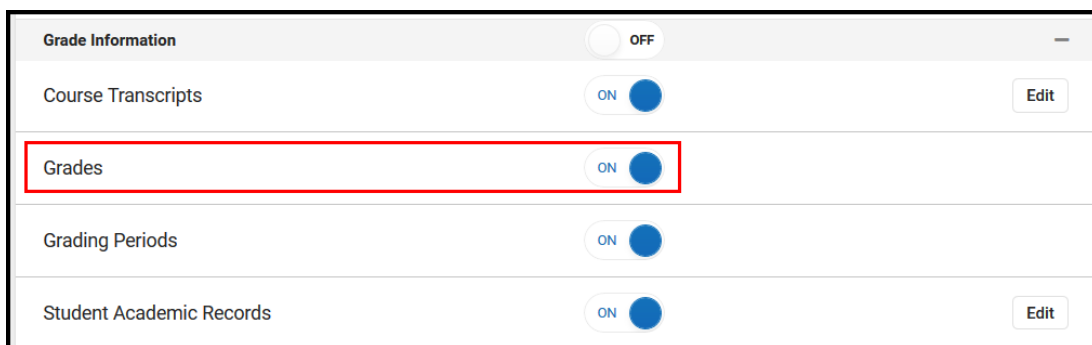 Grade Information OFF
Course Transcripts ON Edit
Grades ON
Grading Periods ON
Student Academic Records ON Edit